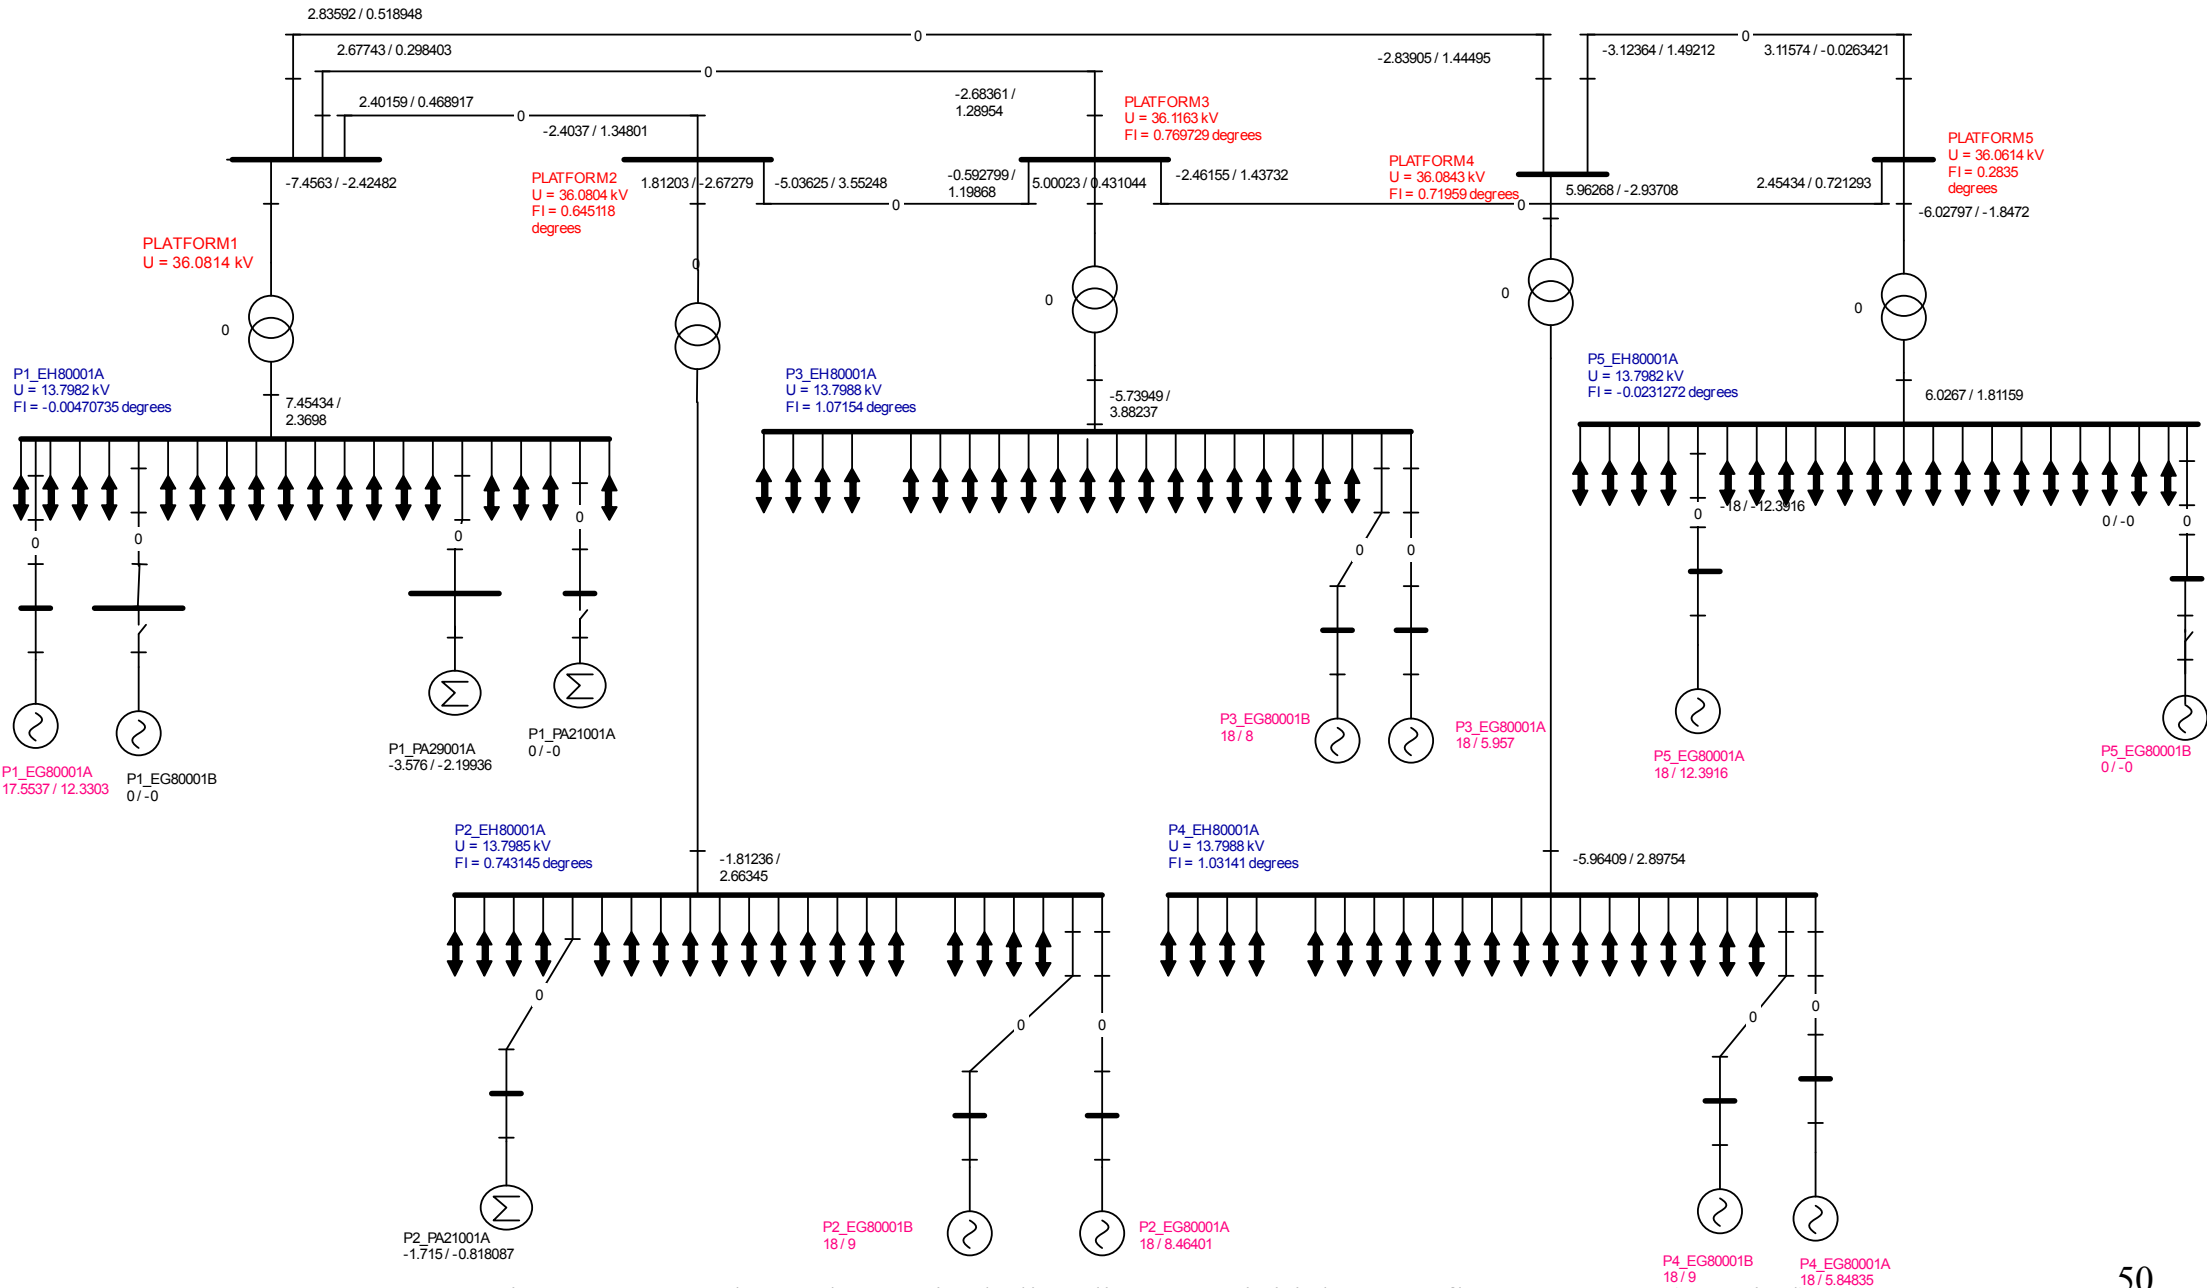 2.83592 / 0.518948
0
2.67743 / 0.298403
-2.83905 / 1.44495
-3.12364 / 1.49212
0
3.11574 / -0.0263421
0
2.40159 / 0.468917
0
-2.4037 / 1.34801
-2.68361 /
1.28954
PLATFORM3
U = 36.1163 kV
FI = 0.769729 degrees
PLATFORM5
U = 36.0614 kV
FI = 0.2835
degrees
-7.4563 / -2.42482
PLATFORM2
U = 36.0804 kV
FI = 0.645118
degrees
1.81203 / -2.67279
-5.03625 / 3.55248
0
-0.592799 /
1.19868
5.00023 / 0.431044
-2.46155 / 1.43732
PLATFORM4
U = 36.0843 kV
FI = 0.71959 degrees
0
5.96268 / -2.93708
2.45434 / 0.721293
-6.02797 / -1.8472
PLATFORM1
U = 36.0814 kV
0
0
0
0
0
P1_EH80001A
U = 13.7982 kV
FI = -0.00470735 degrees
7.45434 /
2.3698
P3_EH80001A
U = 13.7988 kV
FI = 1.07154 degrees
-5.73949 /
3.88237
P5_EH80001A
U = 13.7982 kV
FI = -0.0231272 degrees
6.0267 / 1.81159
0
0
0
0
0
0
0
-18 / -12.3916
0 / -0
0
P1_EG80001A
17.5537 / 12.3303
P1_EG80001B
0 / -0
P1_PA29001A
-3.576 / -2.19936
P1_PA21001A
0 / -0
P3_EG80001B
18 / 8
P3_EG80001A
18 / 5.957
P5_EG80001A
18 / 12.3916
P5_EG80001B
0 / -0
P2_EH80001A
U = 13.7985 kV
FI = 0.743145 degrees
-1.81236 /
2.66345
P4_EH80001A
U = 13.7988 kV
FI = 1.03141 degrees
-5.96409 / 2.89754
0
0
0
0
0
P2_PA21001A
-1.715 / -0.818087
P2_EG80001B
18 / 9
P2_EG80001A
18 / 8.46401
P4_EG80001B
18 / 9
P4_EG80001A
18 / 5.84835
50